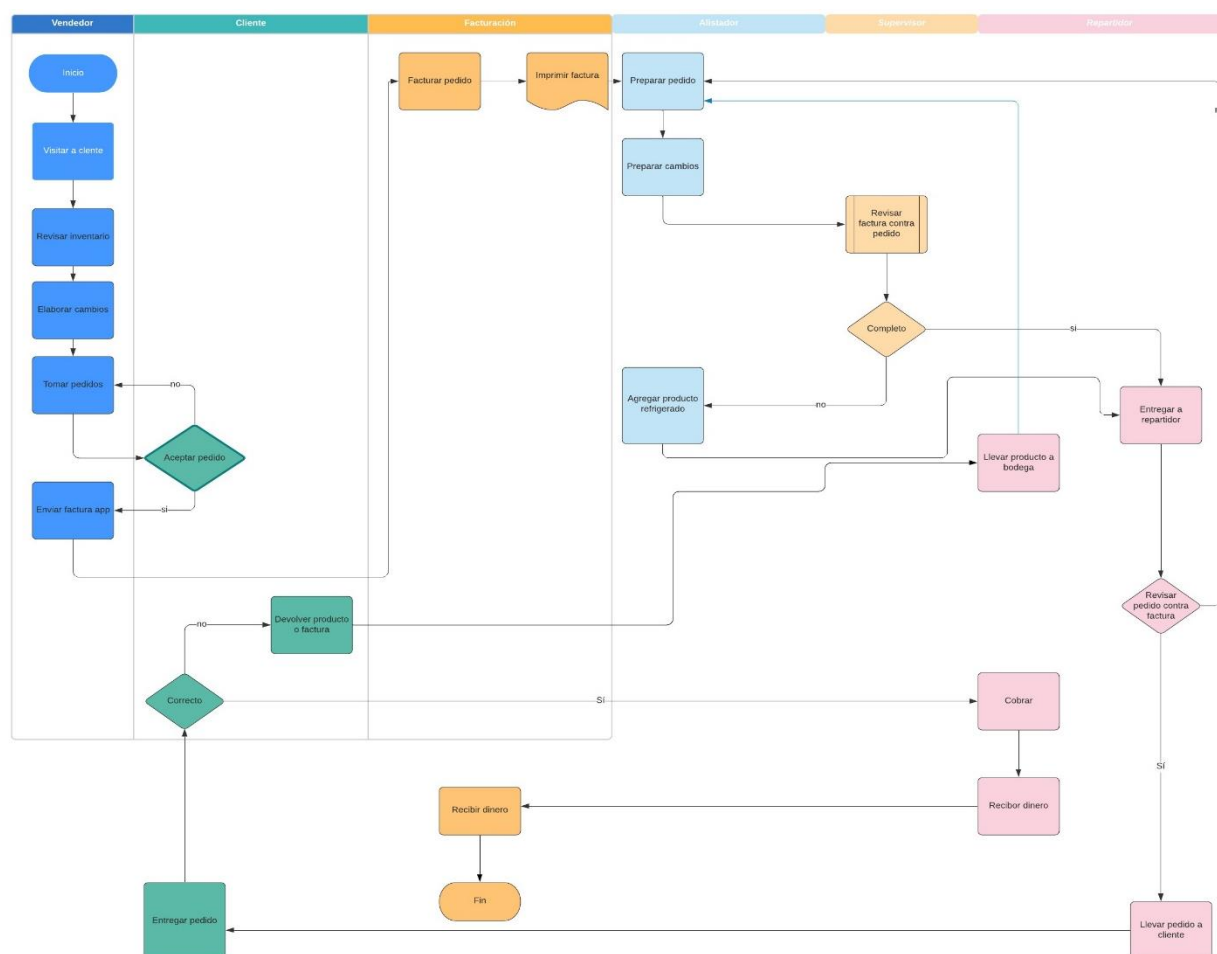 Vendedor
Cliente
Facturación
Alistador
Supervisor
Repartidor
Inicio
Facturar pedido
Imprimir factura
Preparar pedido
Visitar a clente
Preparar cambios
Revisar inventario
Revisar
factura contra
pedido
Elaborar cambios
Completo
si
Tomar pedidos
no
Agregar producto
refrigerado
no
Entregar a
repartidor
Aceptar pedido
Llevar producto a
bodega
Enviar factura app
si
Revisar
pedido contra
factura
Devolver producto
o factura
no
Correcto
Sí
Cobrar
Sí
Recibir dinero
Recibor dinero
Fin
Entregar pedido
Llevar pedido a
cliente